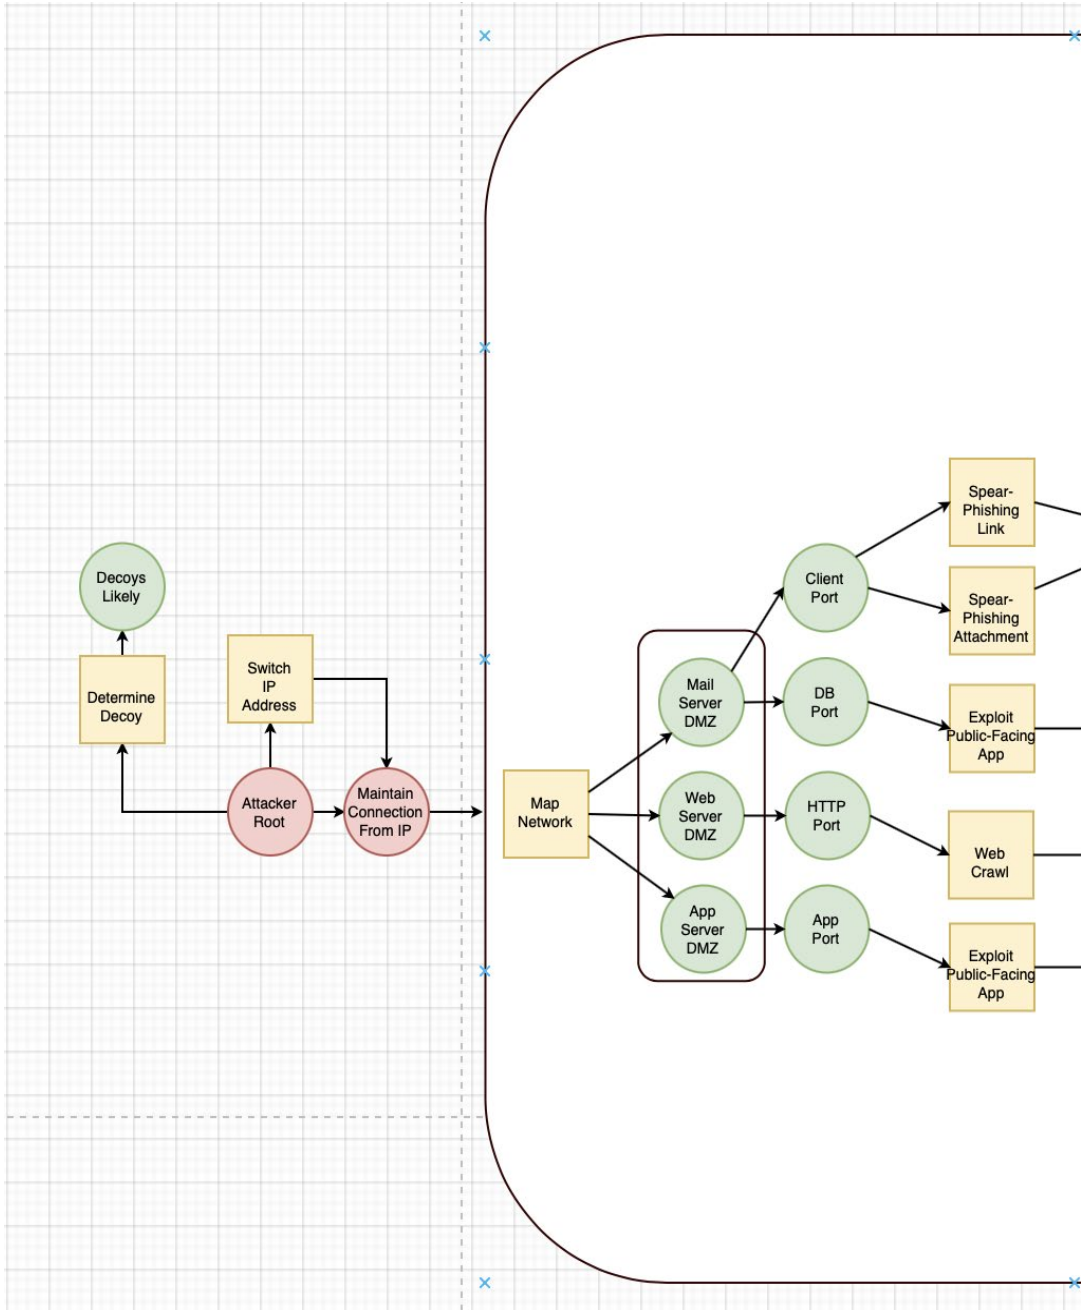 Decoys
Likely
Determine
Decoy
Switch
IP
Address
Attacker
Root
Maintain
Connection
From IP
Map
Network
Mail
Server
DMZ
Web
Server
DMZ
App
Server
DMZ
Client
Port
DB
Port
HTTP
Port
App
Port
Spear-
Phishing
Link
Spear-
Phishing
Attachment
Exploit
Public-Facing
App
Web
Crawl
Exploit
Public-Facing
App